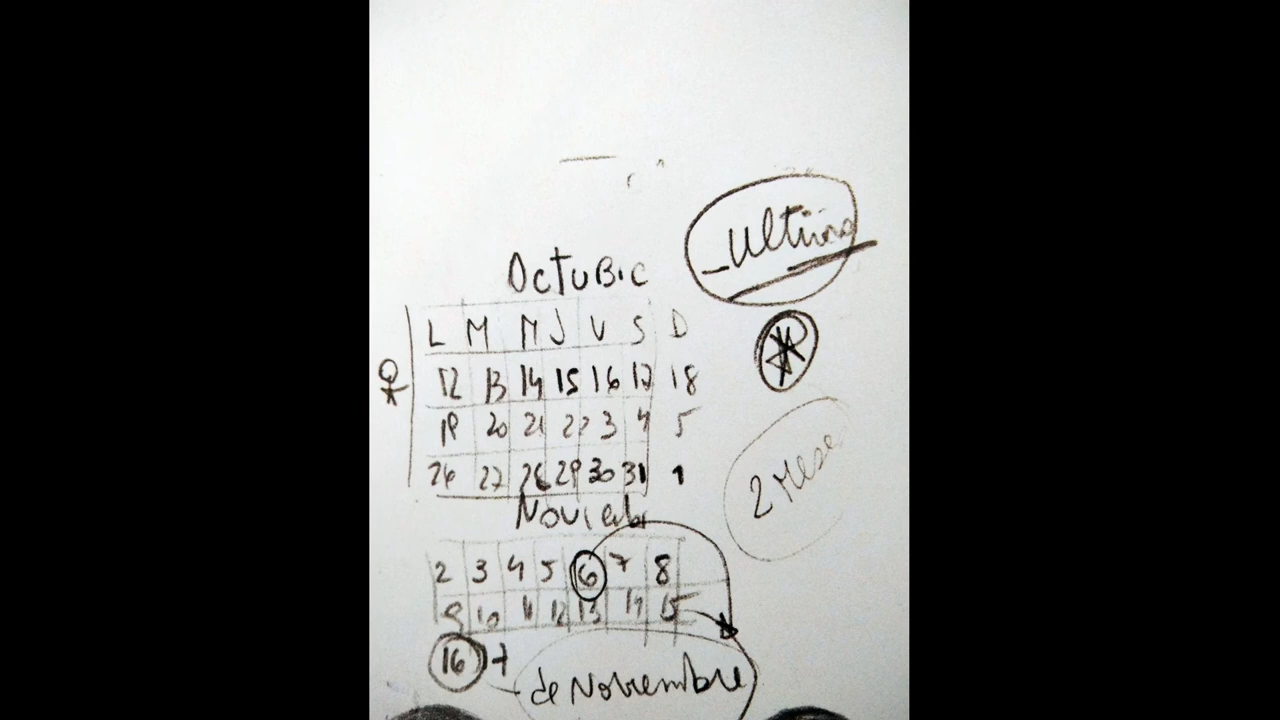 Ultima
Octubre
L M M J V S D
12 13 14 15 16 17 18
19 20 21 22 3 4 5
26 27 28 29 30 31 1
2 Mese
Noviembr
2 3 4 5 6 7 8
9 10 11 12 13 14 15
16
de Noviembre